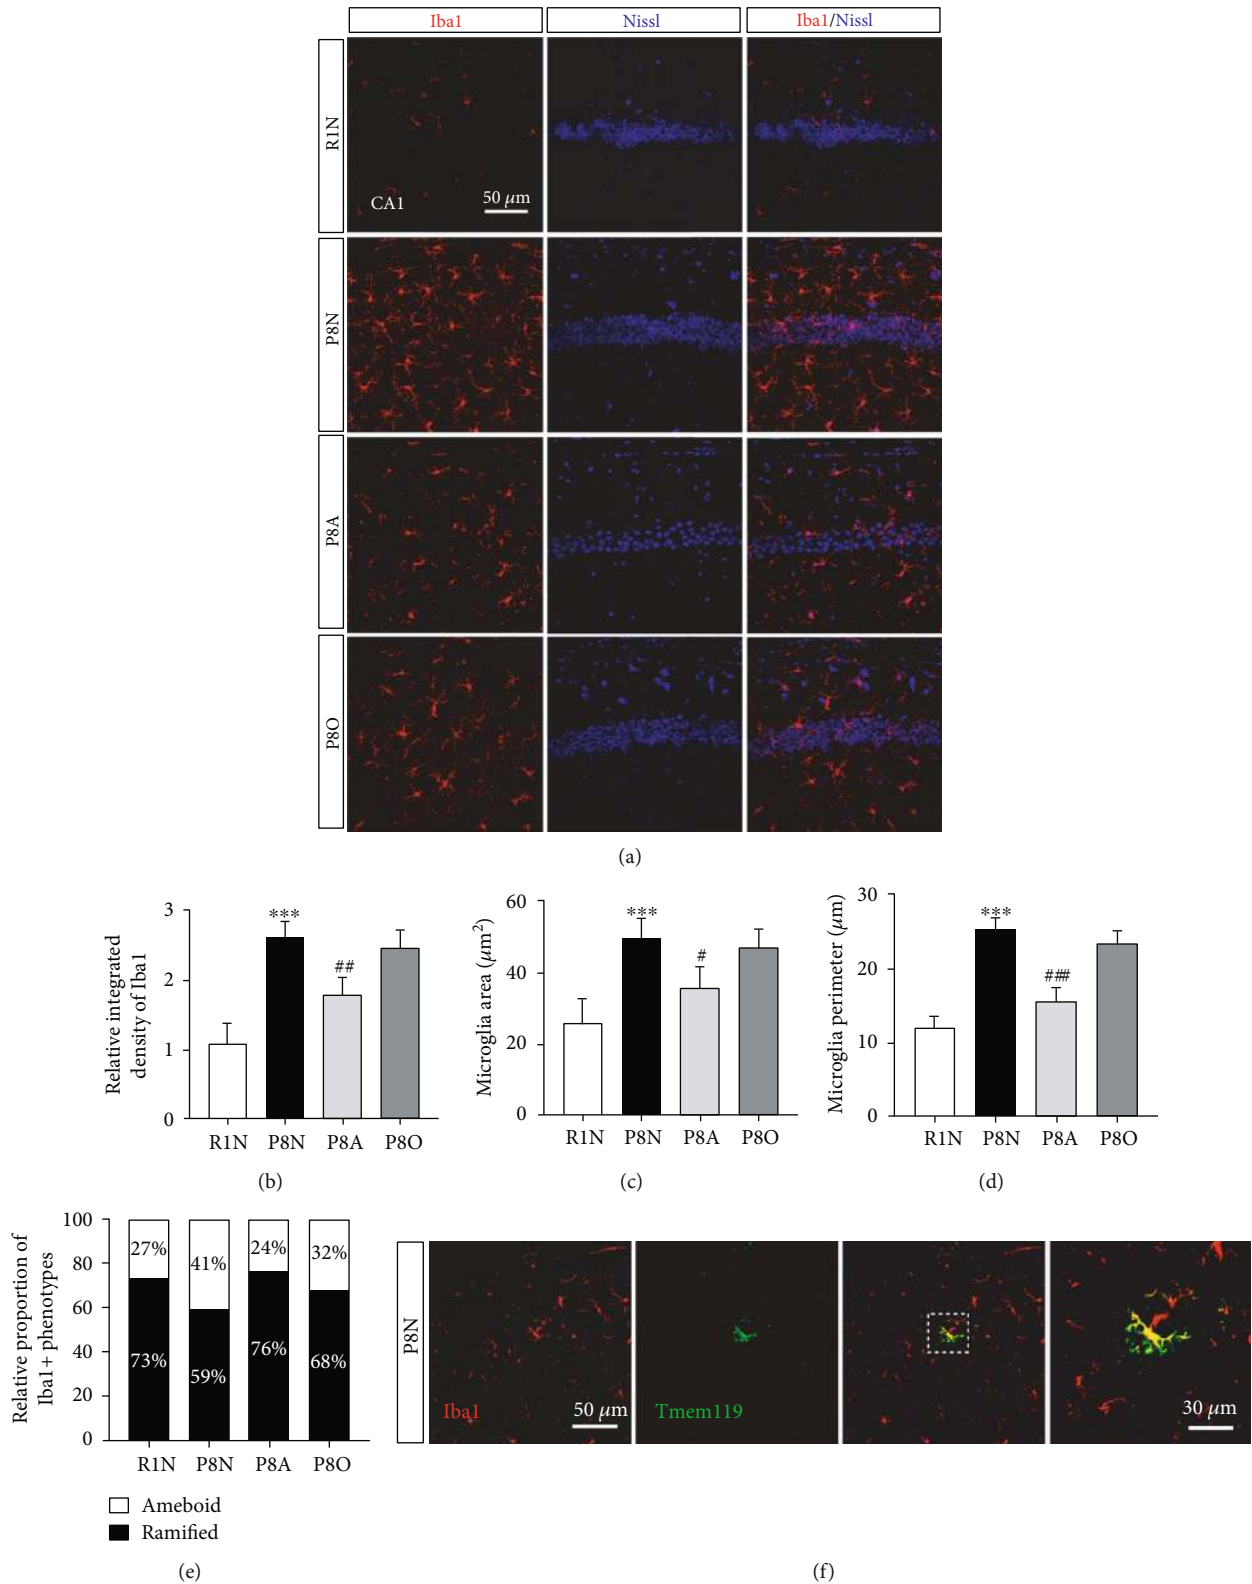 Iba1 Nissl Iba1/Nissl
R1N
CA1 50 μm
P8N
P8A
P8O
(a)
Relative integrated
density of Iba1
3
2
1
0
***
##
R1N P8N P8A P8O
(b)
Microglia area (μm²)
60
40
20
0
***
#
R1N P8N P8A P8O
(c)
Microglia perimeter (μm)
30
20
10
0
***
###
R1N P8N P8A P8O
(d)
Relative proportion of
Iba1+ phenotypes
100
80
60
40
20
0
27% 41% 24% 32%
73% 59% 76% 68%
R1N P8N P8A P8O
Ameboid
Ramified
(e)
P8N
Iba1 50 μm Tmem119 30 μm
(f)